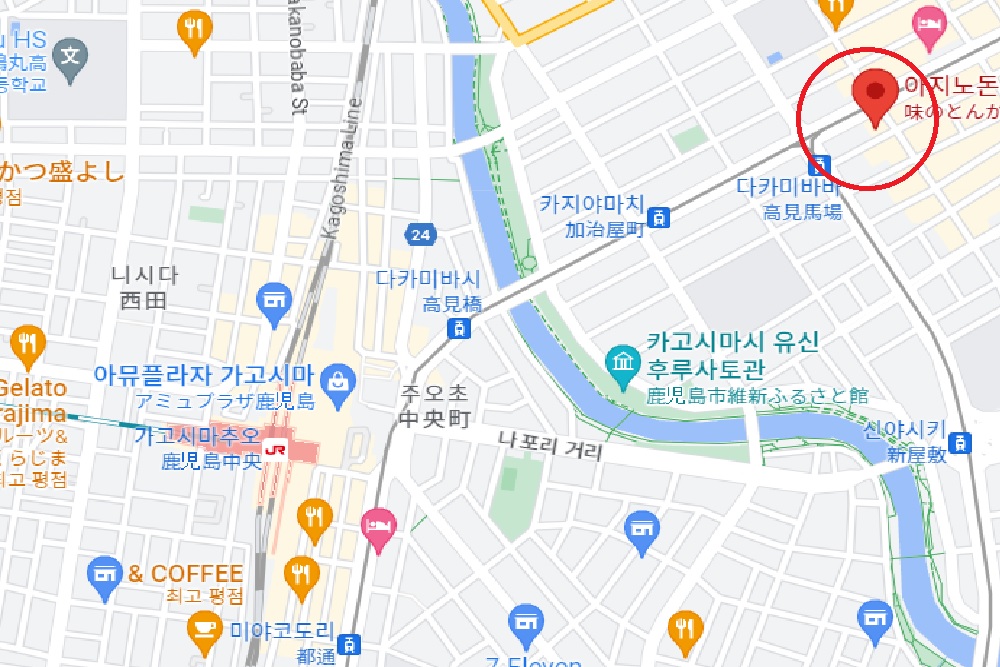 HS
鶴丸高
등학교
akanobaba St
Kagoshima Line
아지노돈
味のとんか
かつ盛よし
평점
24
카지야마치
加治屋町
다카미바바
高見馬場
니시다
西田
다카미바시
高見橋
카고시마시 유신
후루사토관
鹿児島市維新ふるさと館
Gelato
rajima
ルーツ&
らじま
최고 평점
아뮤플라자 가고시마
アミュプラザ鹿児島
주오초
中央町
가고시마추오
鹿児島中央
JR
나포리 거리
신야시키
新屋敷
& COFFEE
최고 평점
미야코도리
都通
7-Eleven